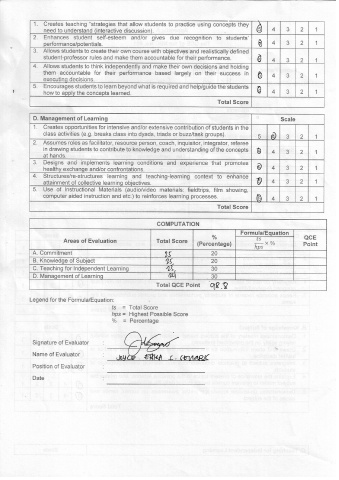 1. Creates teaching strategies that allow students to practice using concepts they
need to understand (interactive discussion). 5 4 3 2 1
2. Enhances student self-esteem and/or gives due recognition to students'
performance/potentials. 5 4 3 2 1
3. Allows students to create their own course with objectives and realistically defined
student-professor rules and make them accountable for their performance. 5 4 3 2 1
4. Allows students to think independently and make their own decisions and holding
them accountable for their performance based largely on their success in
executing decisions. 5 4 3 2 1
5. Encourages students to learn beyond what is required and help/guide the students
how to apply the concepts learned. 5 4 3 2 1
Total Score
D. Management of Learning Scale
1. Creates opportunities for intensive and/or extensive contribution of students in the
class activities (e.g. breaks class into dyads, triads or buzz/task groups). 5 4 3 2 1
2. Assumes roles as facilitator, resource person, coach, inquisitor, integrator, referee
in drawing students to contribute to knowledge and understanding of the concepts
at hands. 5 4 3 2 1
3. Designs and implements learning conditions and experience that promotes
healthy exchange and/or confrontations. 5 4 3 2 1
4. Structures/re-structures learning and teaching-learning context to enhance
attainment of collective learning objectives. 5 4 3 2 1
5. Use of Instructional Materials (audio/video materials, fieldtrips, film showing,
computer aided instruction and etc.) to reinforces learning processes. 5 4 3 2 1
Total Score
COMPUTATION
Areas of Evaluation Total Score % (Percentage) Formula/Equation ts/hps x % QCE Point
A. Commitment 25 20
B. Knowledge of Subject 25 20
C. Teaching for Independent Learning 25 30
D. Management of Learning 24 30
Total QCE Point 98.8
Legend for the Formula/Equation:
ts = Total Score
hps = Highest Possible Score
% = Percentage
Signature of Evaluator :
Name of Evaluator : JOYCE ERIKA
Position of Evaluator :
Date :